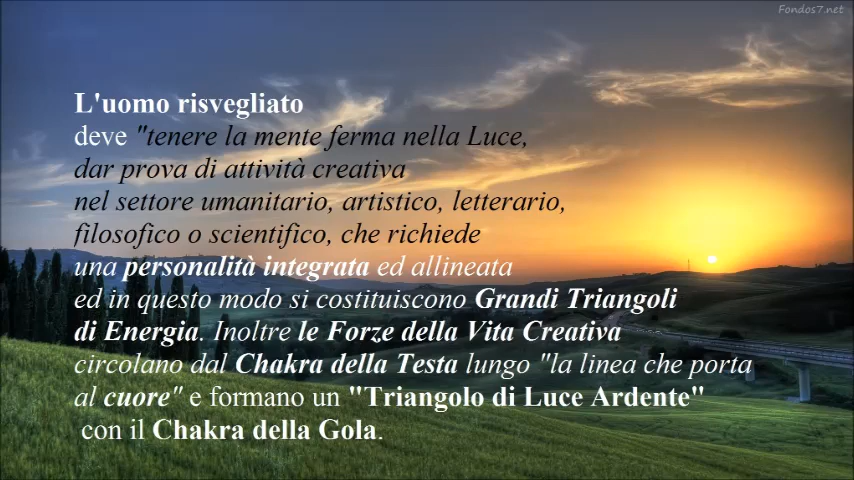 Fondos7.net
L'uomo risvegliato
deve "tenere la mente ferma nella Luce,
dar prova di attività creativa
nel settore umanitario, artistico, letterario,
filosofico o scientifico, che richiede
una personalità integrata ed allineata
ed in questo modo si costituiscono Grandi Triangoli
di Energia. Inoltre le Forze della Vita Creativa
circolano dal Chakra della Testa lungo "la linea che porta
al cuore" e formano un "Triangolo di Luce Ardente"
con il Chakra della Gola.